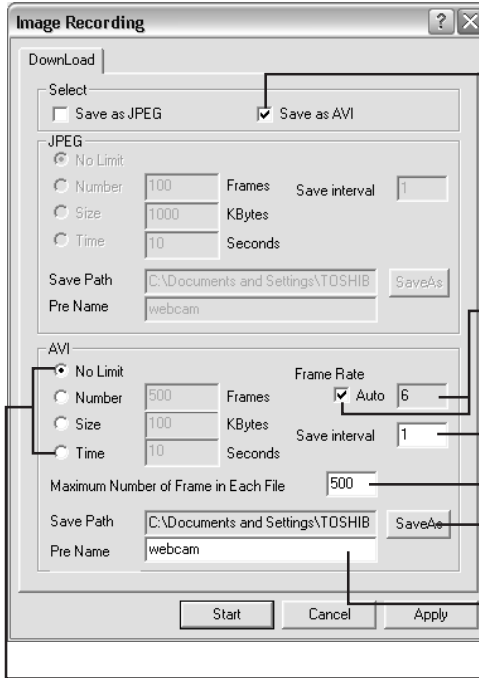 Image Recording
DownLoad
Select
Save as JPEG Save as AVI
JPEG
No Limit
Number 100 Frames Save interval 1
Size 1000 KBytes
Time 10 Seconds
Save Path C:\Documents and Settings\TOSHIB SaveAs
Pre Name webcam
AVI
No Limit Frame Rate
Number 500 Frames Auto 6
Size 100 KBytes
Save interval 1
Time 10 Seconds
Maximum Number of Frame in Each File 500
Save Path C:\Documents and Settings\TOSHIB SaveAs
Pre Name webcam
Start Cancel Apply